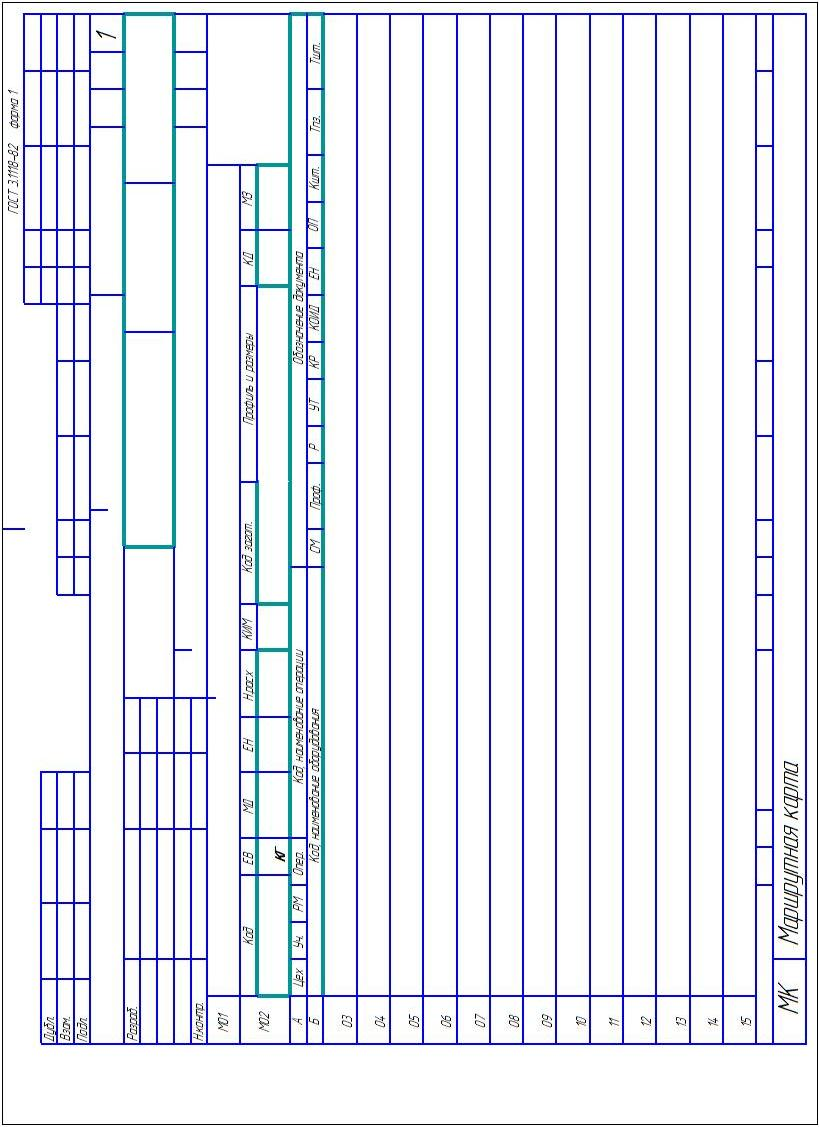 ГОСТ 3.1118-82 форма 1
Дубл.
Взам.
Подл.
1
Разраб.
Н.контр.
М01
Код ЕВ МД ЕН Н.расх КИМ Код загот. Профиль и размеры КД МЗ
М02 кг
А Цех Уч. РМ Опер. Код, наименование операции Обозначение документа
Б Код, наименование оборудования СМ Проф. Р УТ КР КОИД ЕН ОП Кшт. Тпз. Тшт.
03
04
05
06
07
08
09
10
11
12
13
14
15
МК Маршрутная карта